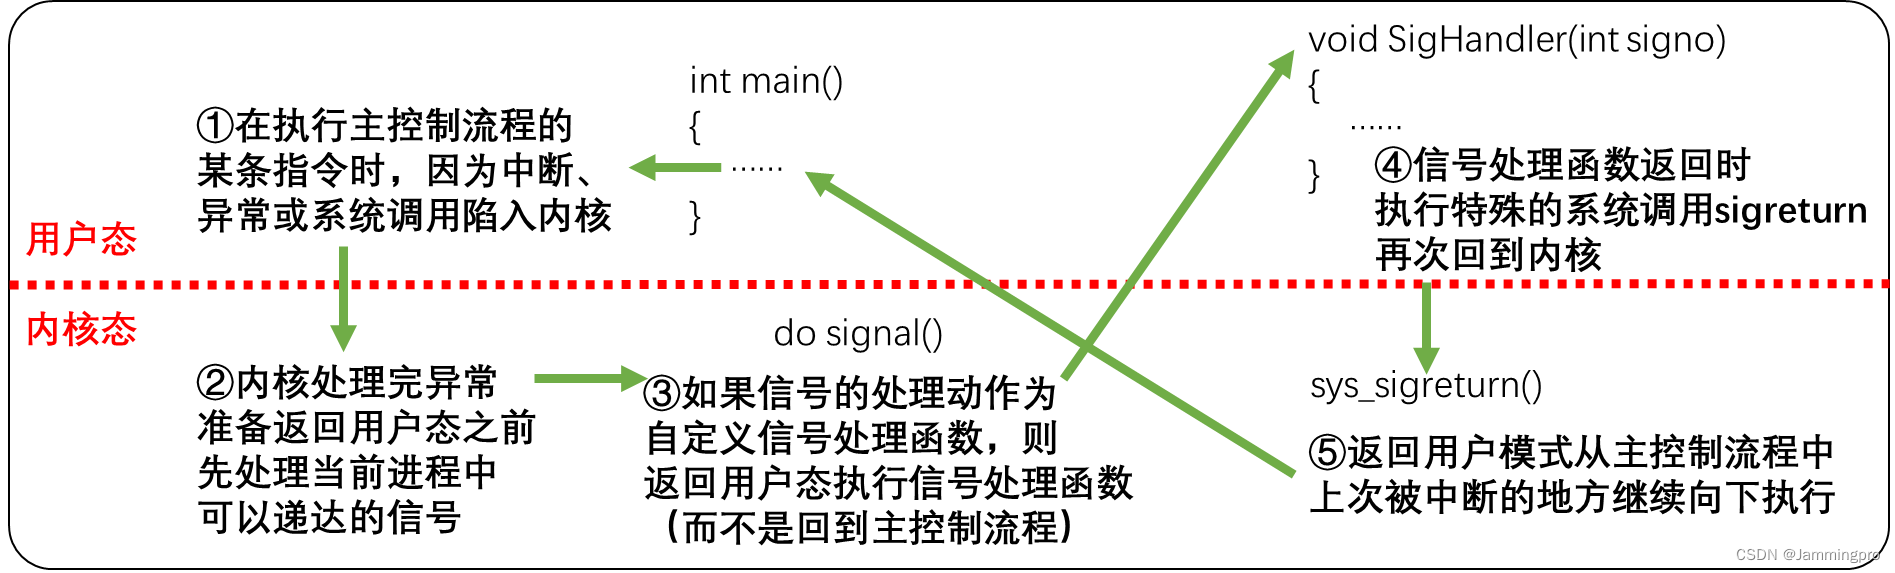 int main()
{
……
}
①在执行主控制流程的
某条指令时，因为中断、
异常或系统调用陷入内核
void SigHandler(int signo)
{
……
}
④信号处理函数返回时
执行特殊的系统调用sigreturn
再次回到内核
用户态
内核态
②内核处理完异常
准备返回用户态之前
先处理当前进程中
可以递达的信号
do signal()
③如果信号的处理动作为
自定义信号处理函数，则
返回用户态执行信号处理函数
（而不是回到主控制流程）
sys_sigreturn()
⑤返回用户模式从主控制流程中
上次被中断的地方继续向下执行
CSDN @Jammingpro